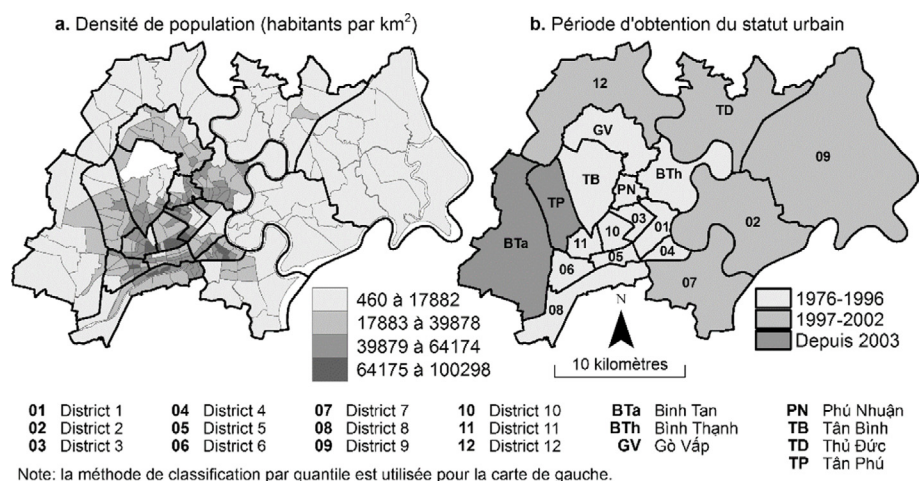 a. Densité de population (habitants par km²)
b. Période d'obtention du statut urbain
12
TD
GV
09
BTh
TB
PN
TP
02
03
10
01
BTa
11
04
05
06
07
08
N
460 à 17882
17883 à 39878
39879 à 64174
64175 à 100298
1976-1996
1997-2002
Depuis 2003
10 kilomètres
01 District 1 04 District 4 07 District 7 10 District 10 BTa Binh Tan PN Phú Nhuận
02 District 2 05 District 5 08 District 8 11 District 11 BTh Bình Thạnh TB Tân Bình
03 District 3 06 District 6 09 District 9 12 District 12 GV Gò Vấp TD Thủ Đức
TP Tân Phú
Note: la méthode de classification par quantile est utilisée pour la carte de gauche.